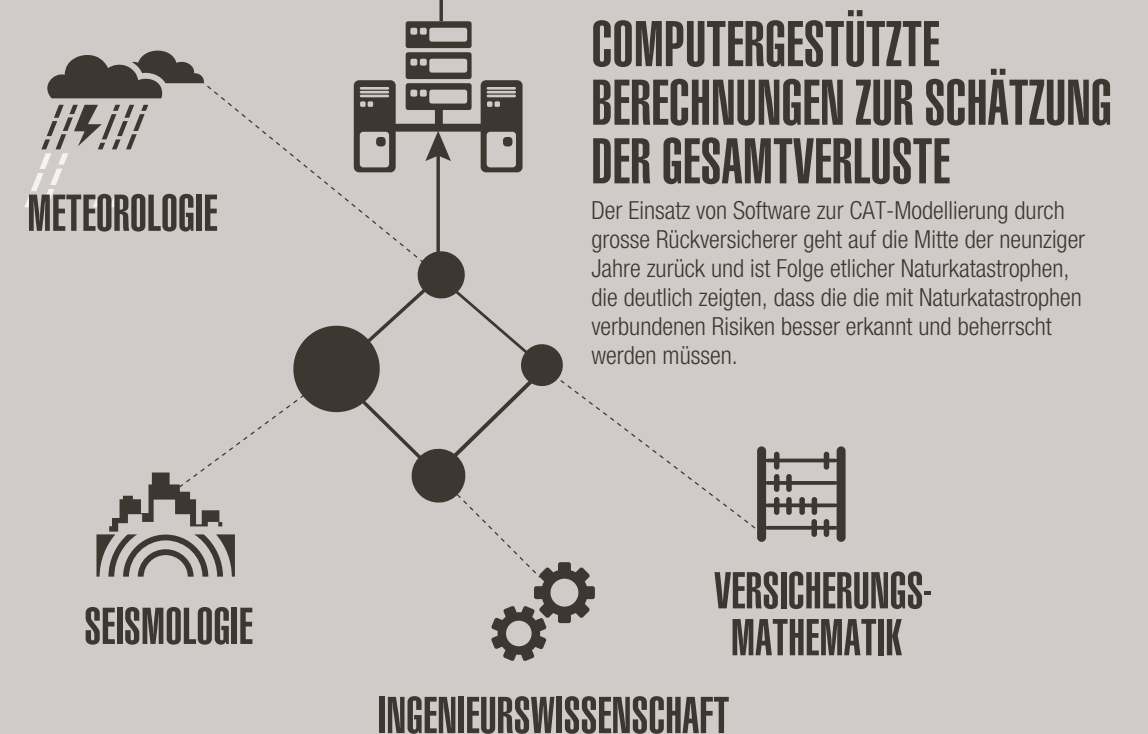 COMPUTERGESTÜTZTE
BERECHNUNGEN ZUR SCHÄTZUNG
DER GESAMTVERLUSTE
Der Einsatz von Software zur CAT-Modellierung durch
grosse Rückversicherer geht auf die Mitte der neunziger
Jahre zurück und ist Folge etlicher Naturkatastrophen,
die deutlich zeigten, dass die die mit Naturkatastrophen
verbundenen Risiken besser erkannt und beherrscht
werden müssen.
METEOROLOGIE
SEISMOLOGIE
VERSICHERUNGS-
MATHEMATIK
INGENIEURSWISSENSCHAFT